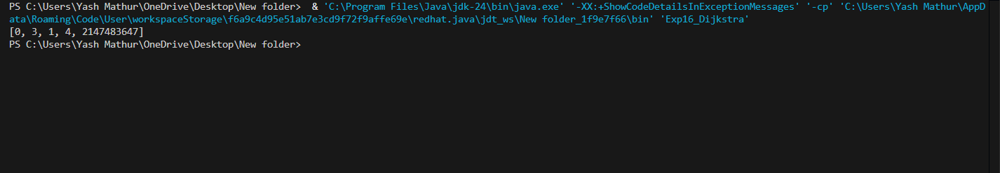 PS C:\Users\Yash Mathur\OneDrive\Desktop\New folder>  & 'C:\Program Files\Java\jdk-24\bin\java.exe' '-XX:+ShowCodeDetailsInExceptionMessages' '-cp' 'C:\Users\Yash Mathur\AppD
ata\Roaming\Code\User\workspaceStorage\f6a9c4d95e51ab7e3cd9f72f9affe69e\redhat.java\jdt_ws\New folder_1f9e7f66\bin' 'Exp16_Dijkstra'
[0, 3, 1, 4, 2147483647]
PS C:\Users\Yash Mathur\OneDrive\Desktop\New folder>